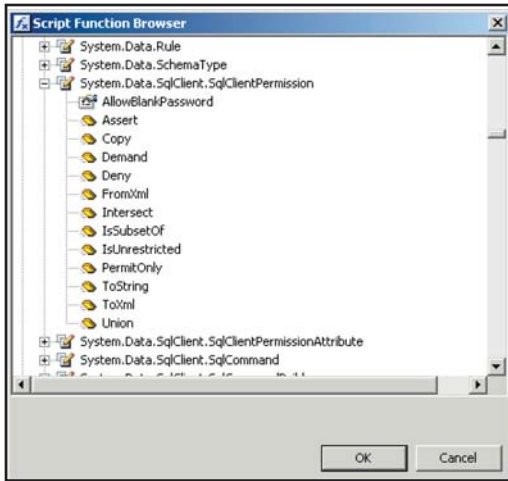 Script Function Browser
System.Data.Rule
System.Data.SchemaType
System.Data.SqlClient.SqlClientPermission
AllowBlankPassword
Assert
Copy
Demand
Deny
FromXml
Intersect
IsSubsetOf
IsUnrestricted
PermitOnly
ToString
ToXml
Union
System.Data.SqlClient.SqlClientPermissionAttribute
System.Data.SqlClient.SqlCommand
OK
Cancel